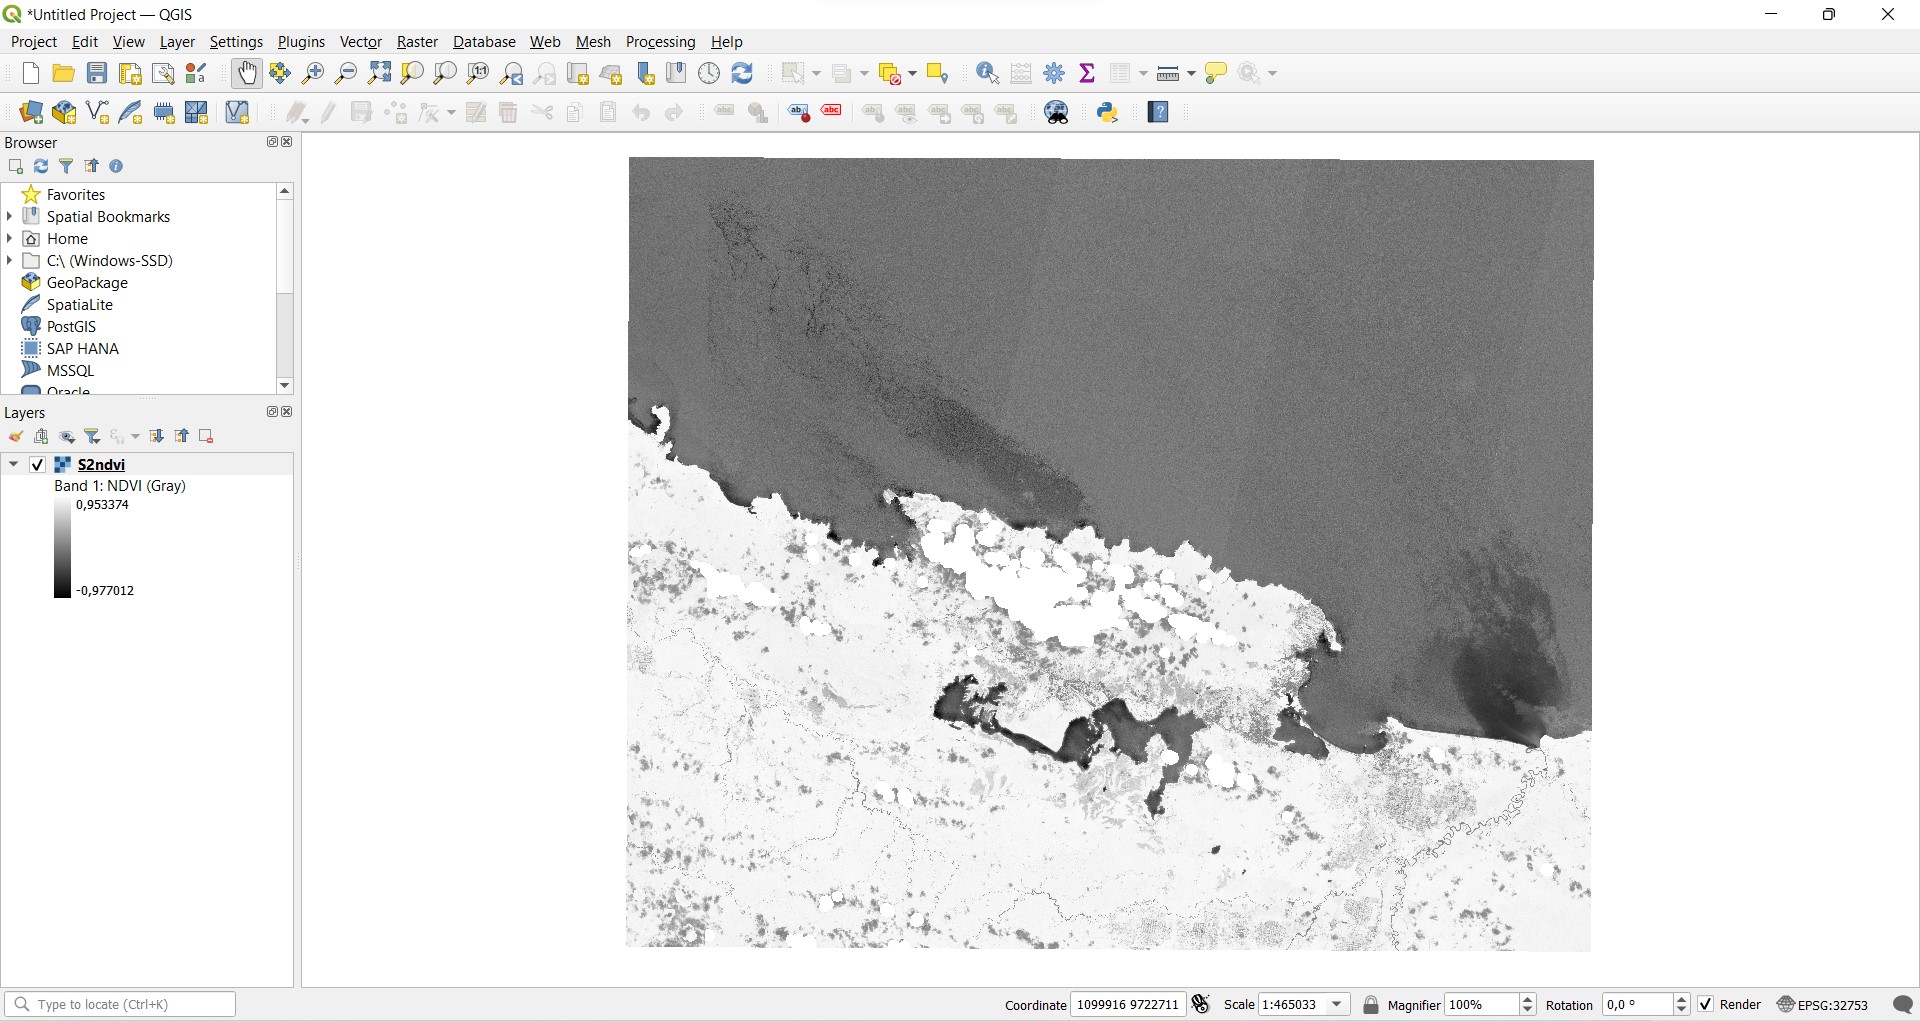 *Untitled Project — QGIS
Project Edit View Layer Settings Plugins Vector Raster Database Web Mesh Processing Help
Browser
Favorites
Spatial Bookmarks
Home
C:\ (Windows-SSD)
GeoPackage
SpatiaLite
PostGIS
SAP HANA
MSSQL
Oracle
Layers
S2ndvi
Band 1: NDVI (Gray)
0,953374
-0,977012
Type to locate (Ctrl+K)
Coordinate 1099916 9722711 Scale 1:465033 Magnifier 100% Rotation 0,0 ° Render EPSG:32753